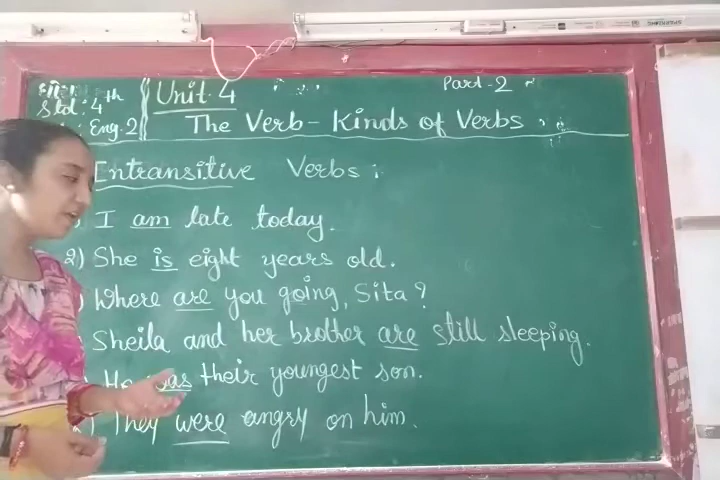 Std: 4th
Eng. 2
Unit. 4
Part - 2
The Verb - Kinds of Verbs
Intransitive Verbs :
I am late today.
2) She is eight years old.
) Where are you going, Sita ?
Sheila and her brother are still sleeping.
He was their youngest son.
) They were angry on him.